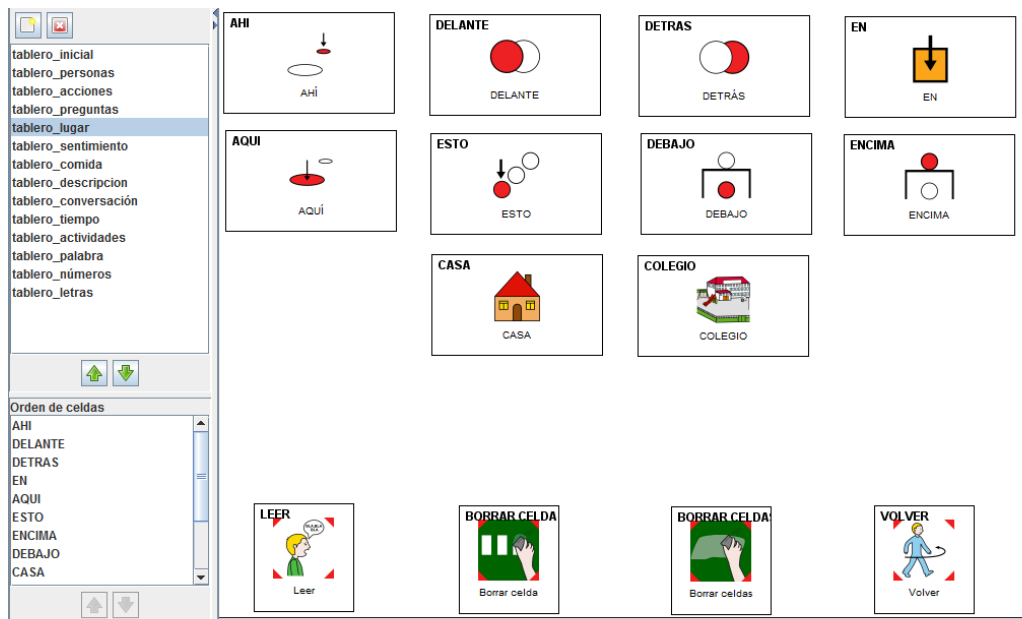 tablero_inicial
tablero_personas
tablero_acciones
tablero_preguntas
tablero_lugar
tablero_sentimiento
tablero_comida
tablero_descripcion
tablero_conversación
tablero_tiempo
tablero_actividades
tablero_palabra
tablero_números
tablero_letras
Orden de celdas
AHI
DELANTE
DETRAS
EN
AQUI
ESTO
ENCIMA
DEBAJO
CASA
AHI
AHÍ
DELANTE
DELANTE
DETRAS
DETRÁS
EN
EN
AQUI
AQUÍ
ESTO
ESTO
DEBAJO
DEBAJO
ENCIMA
ENCIMA
CASA
CASA
COLEGIO
COLEGIO
LEER
Leer
BORRAR CELDA
Borrar celda
BORRAR CELDAS
Borrar celdas
VOLVER
Volver